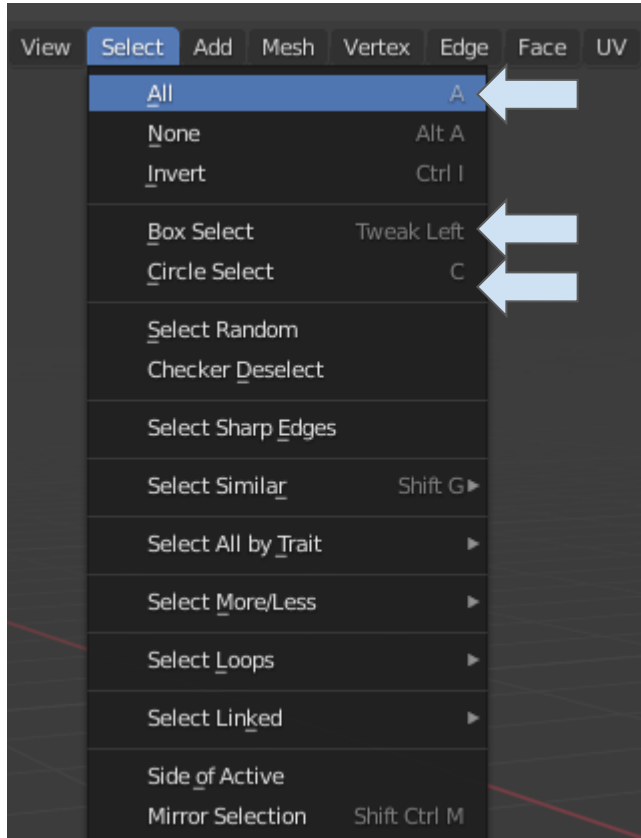 View Select Add Mesh Vertex Edge Face UV
All A
None Alt A
Invert Ctrl I
Box Select Tweak Left
Circle Select C
Select Random
Checker Deselect
Select Sharp Edges
Select Similar Shift G
Select All by Trait
Select More/Less
Select Loops
Select Linked
Side of Active
Mirror Selection Shift Ctrl M